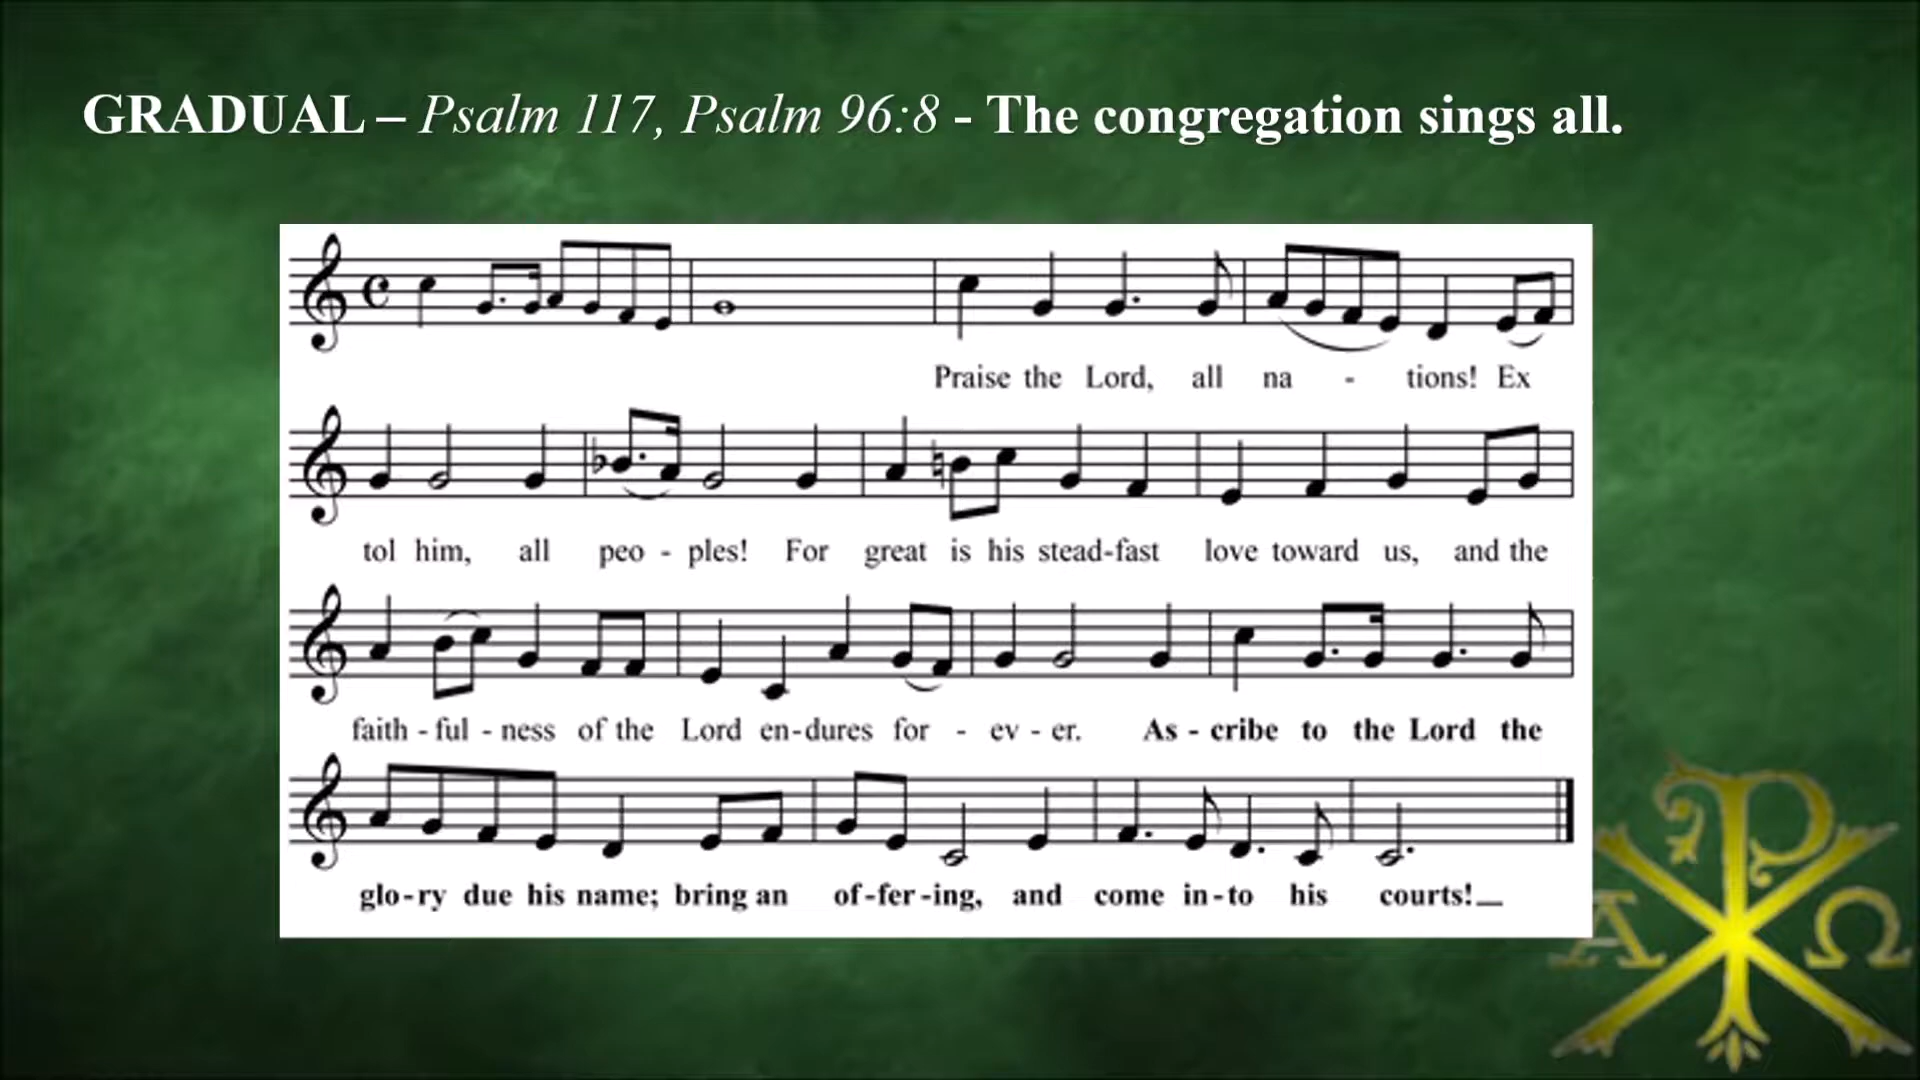 GRADUAL – Psalm 117, Psalm 96:8 - The congregation sings all.
Praise the Lord, all na - tions! Ex
tol him, all peo - ples! For great is his stead-fast love toward us, and the
faith - ful - ness of the Lord en-dures for - ev - er. As - cribe to the Lord the
glo-ry due his name; bring an of-fer-ing, and come in-to his courts!
Α Ω